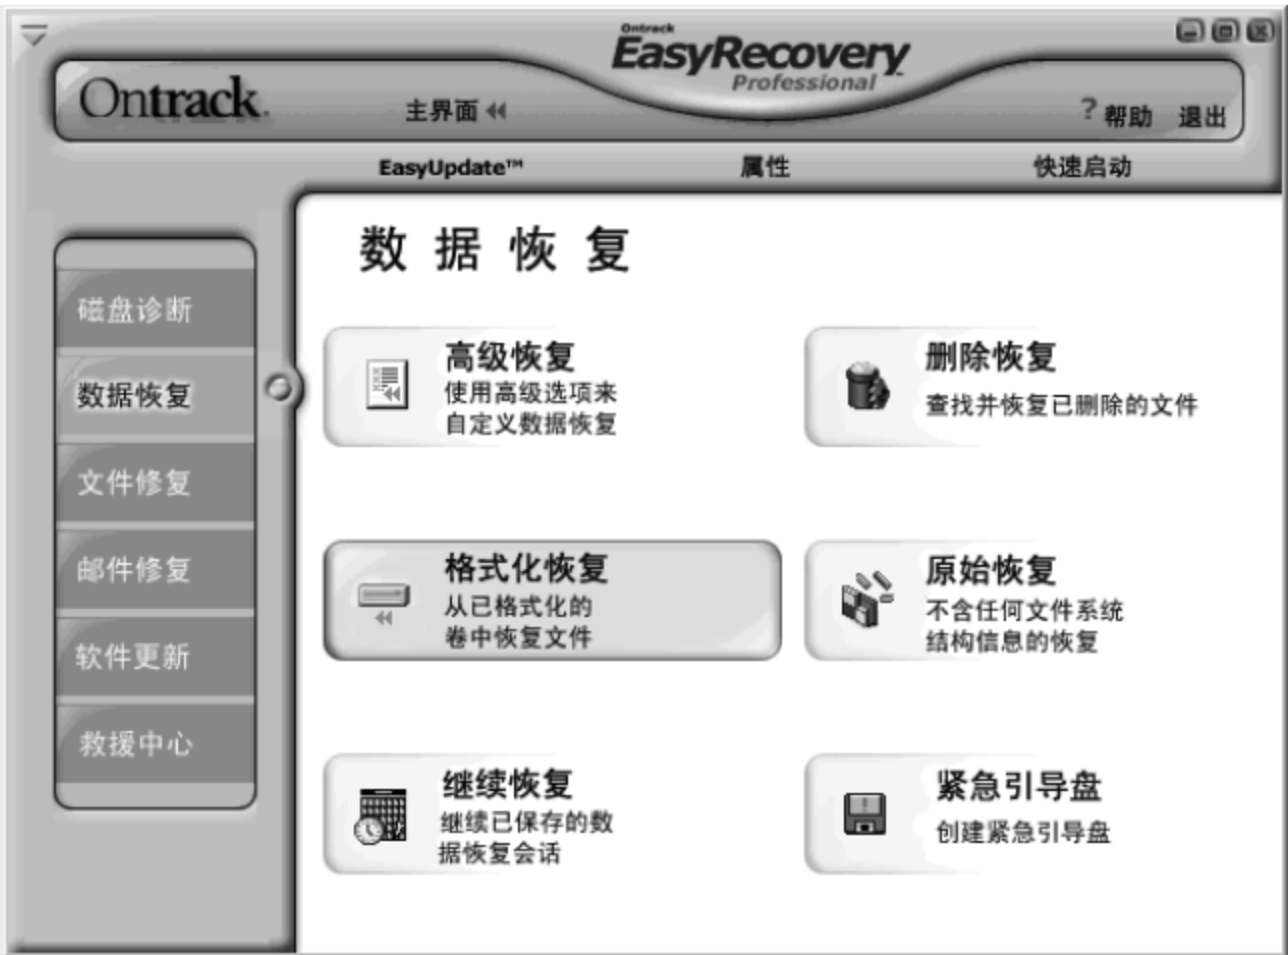 Ontrack
EasyRecovery
Professional
Ontrack.
主界面
? 帮助 退出
EasyUpdate™ 属性 快速启动
数据恢复
磁盘诊断
数据恢复
文件修复
邮件修复
软件更新
救援中心
高级恢复
使用高级选项来
自定义数据恢复
删除恢复
查找并恢复已删除的文件
格式化恢复
从已格式化的
卷中恢复文件
原始恢复
不含任何文件系统
结构信息的恢复
继续恢复
继续已保存的数
据恢复会话
紧急引导盘
创建紧急引导盘